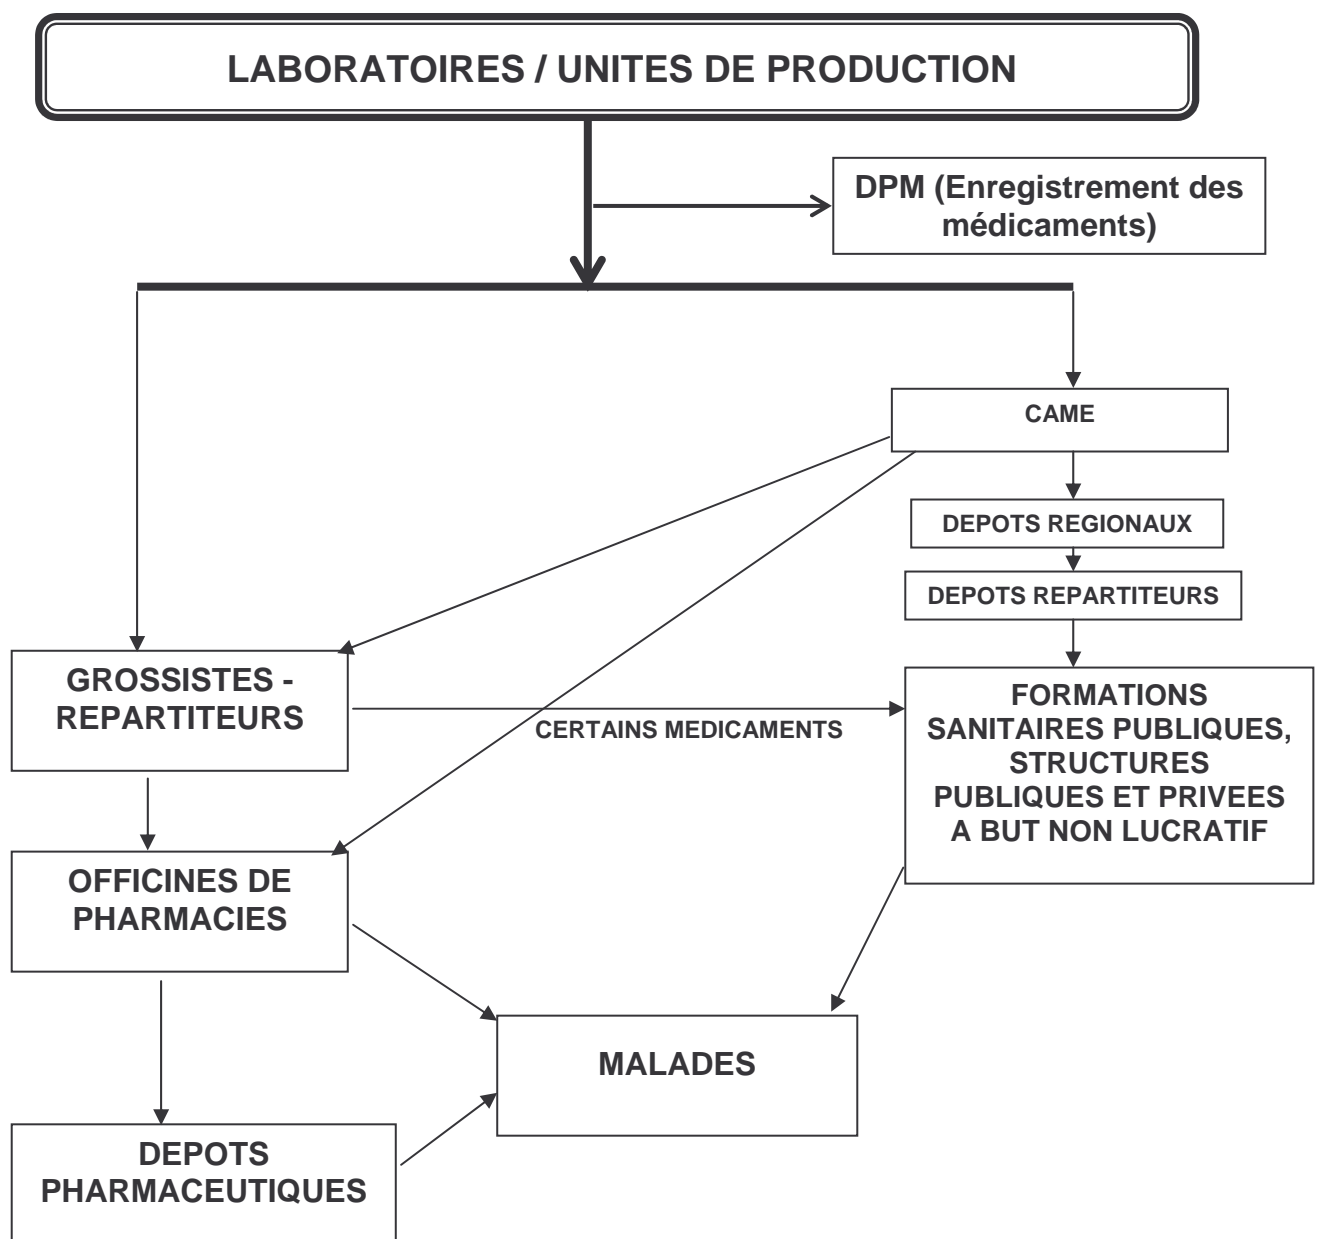 LABORATOIRES / UNITES DE PRODUCTION
DPM (Enregistrement des
médicaments)
CAME
DEPOTS REGIONAUX
DEPOTS REPARTITEURS
GROSSISTES -
REPARTITEURS
CERTAINS MEDICAMENTS
FORMATIONS
SANITAIRES PUBLIQUES,
STRUCTURES
PUBLIQUES ET PRIVEES
A BUT NON LUCRATIF
OFFICINES DE
PHARMACIES
MALADES
DEPOTS
PHARMACEUTIQUES